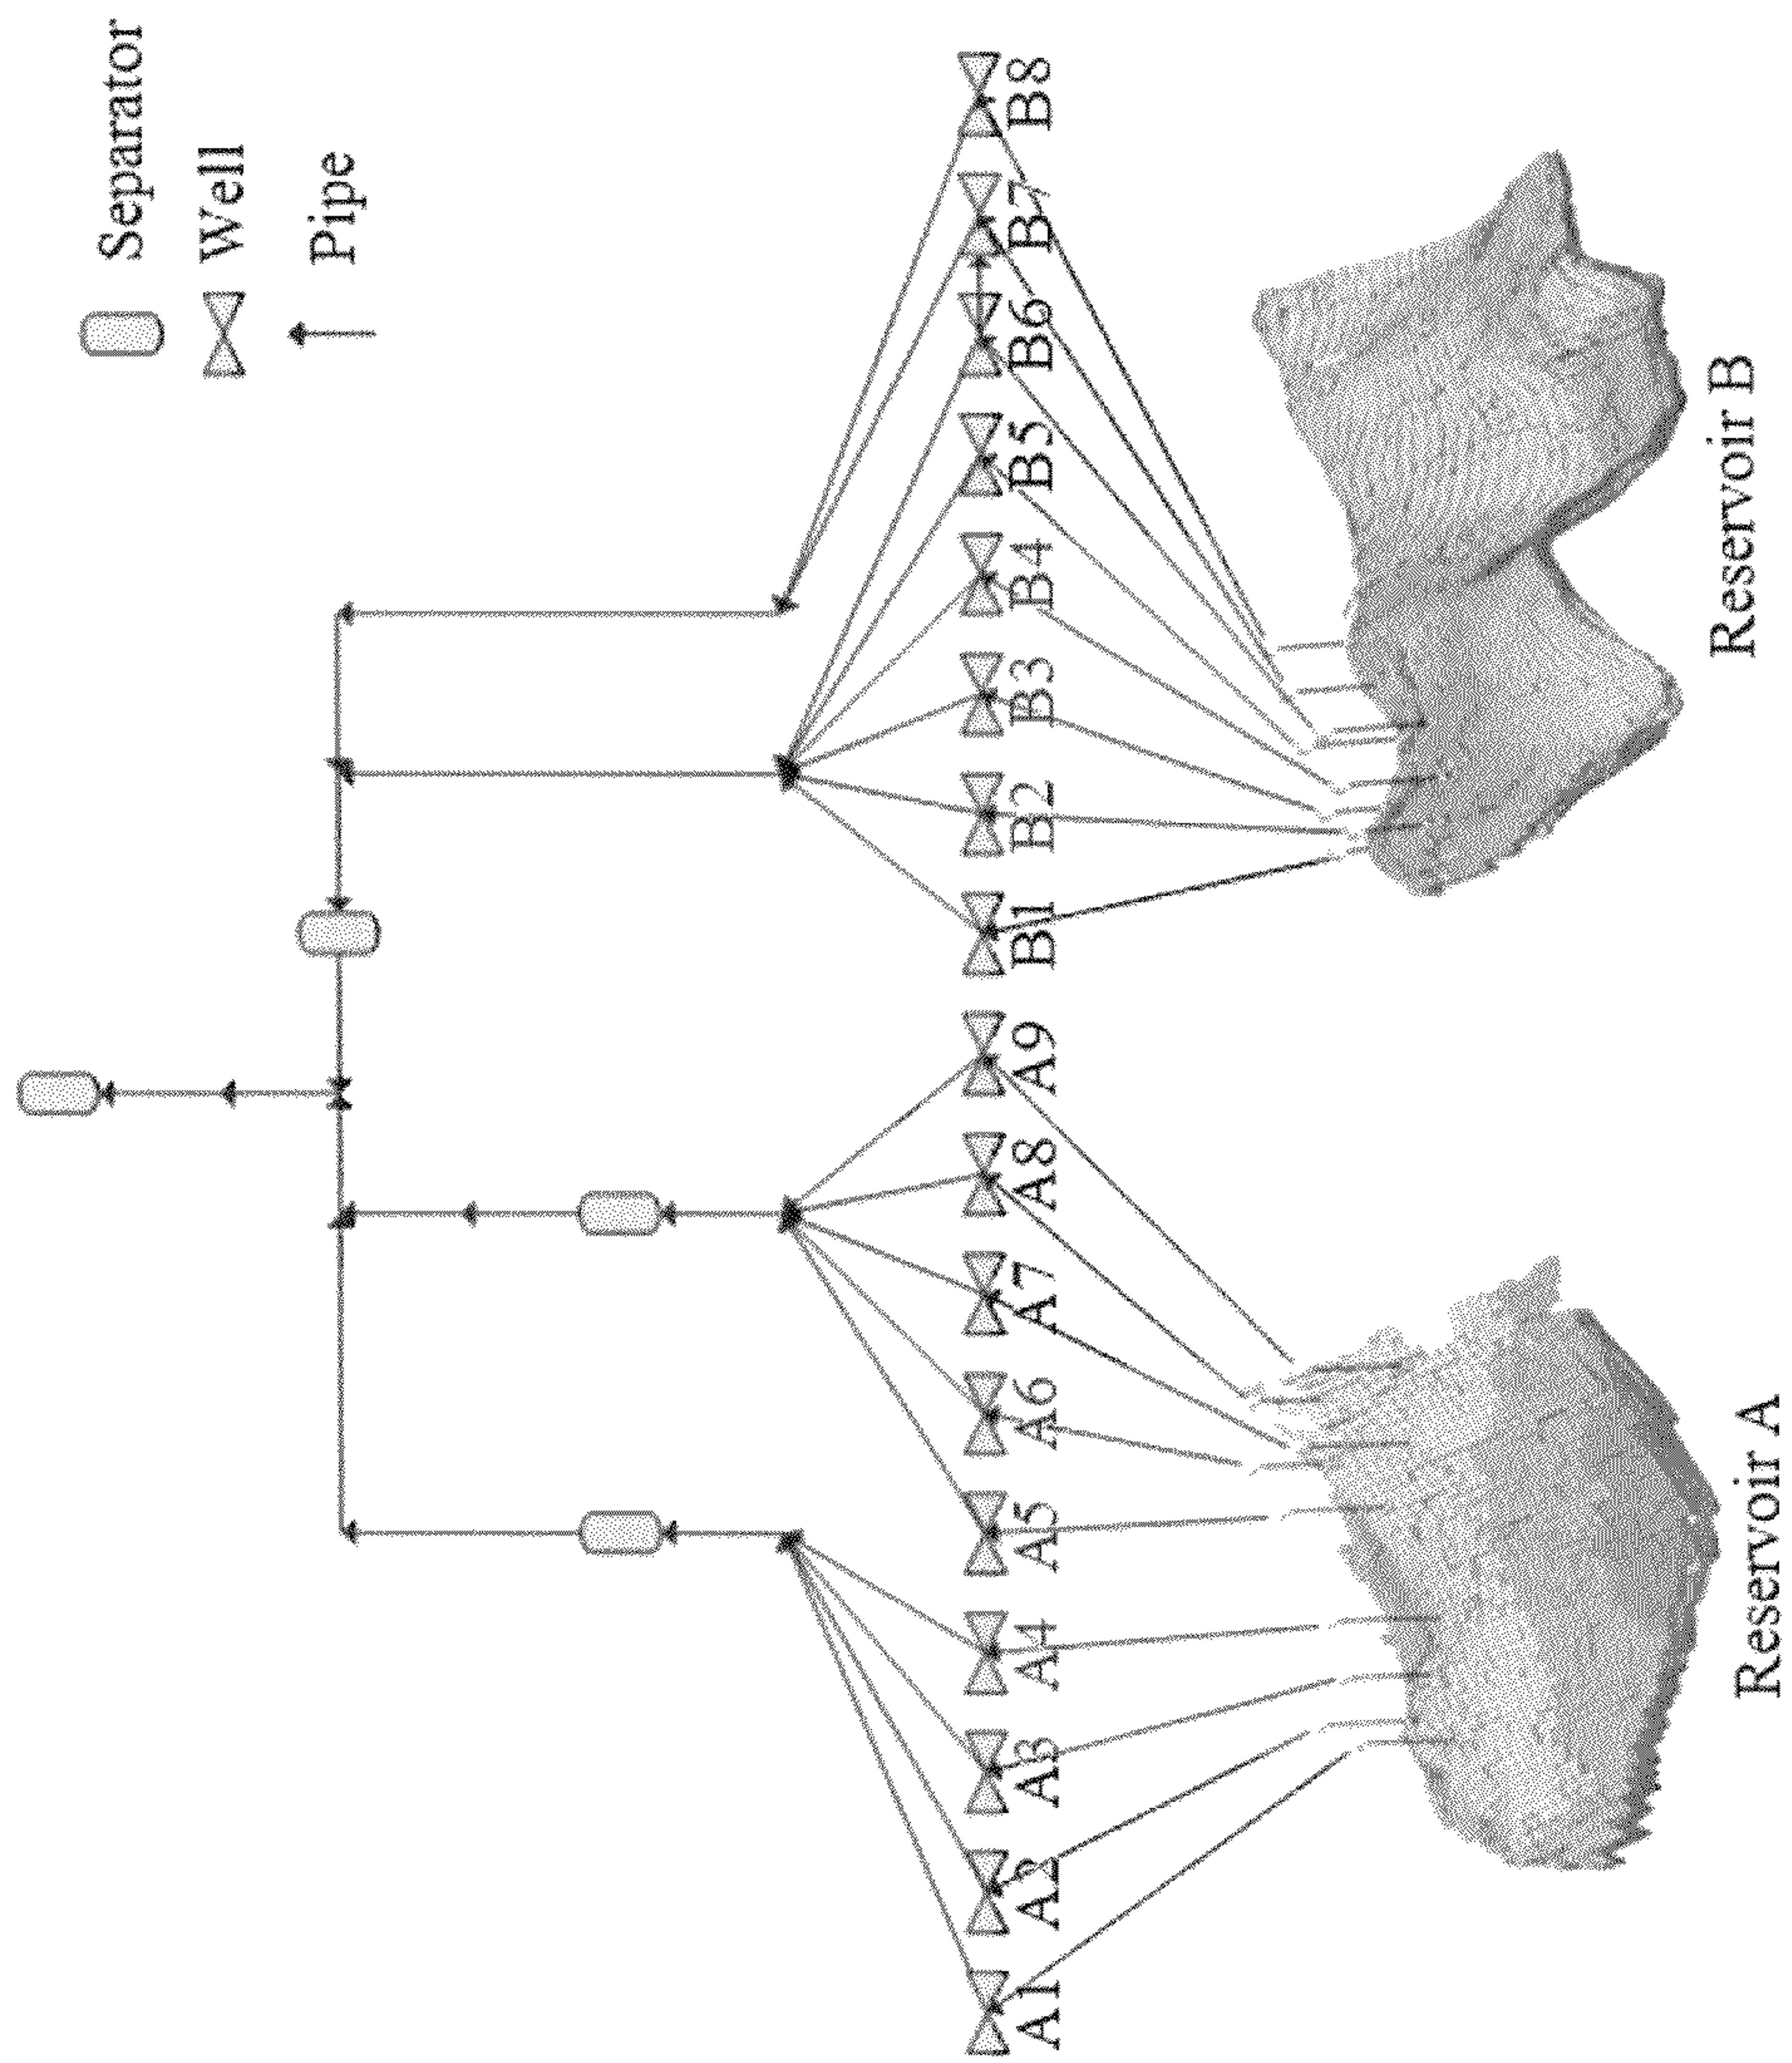 Separator
Well
Pipe
A1
A2
A3
A4
A5
A6
A7
A8
A9
B1
B2
B3
B4
B5
B6
B7
B8
Reservoir A
Reservoir B